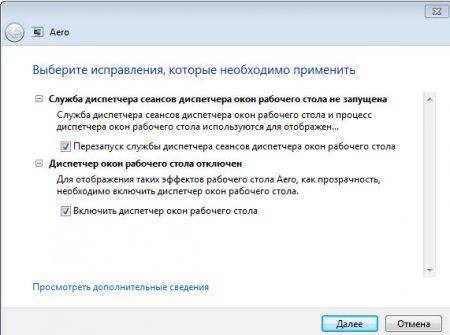 Aero
Выберите исправления, которые необходимо применить
Служба диспетчера сеансов диспетчера окон рабочего стола не запущена
Служба диспетчера сеансов диспетчера окон рабочего стола и процесс
диспетчера окон рабочего стола используются для отображен...
Перезапуск службы диспетчера сеансов диспетчера окон рабочего стола
Диспетчер окон рабочего стола отключен
Для отображения таких эффектов рабочего стола Aero, как прозрачность,
необходимо включить диспетчер окон рабочего стола.
Включить диспетчер окон рабочего стола
Просмотреть дополнительные сведения
Далее
Отмена